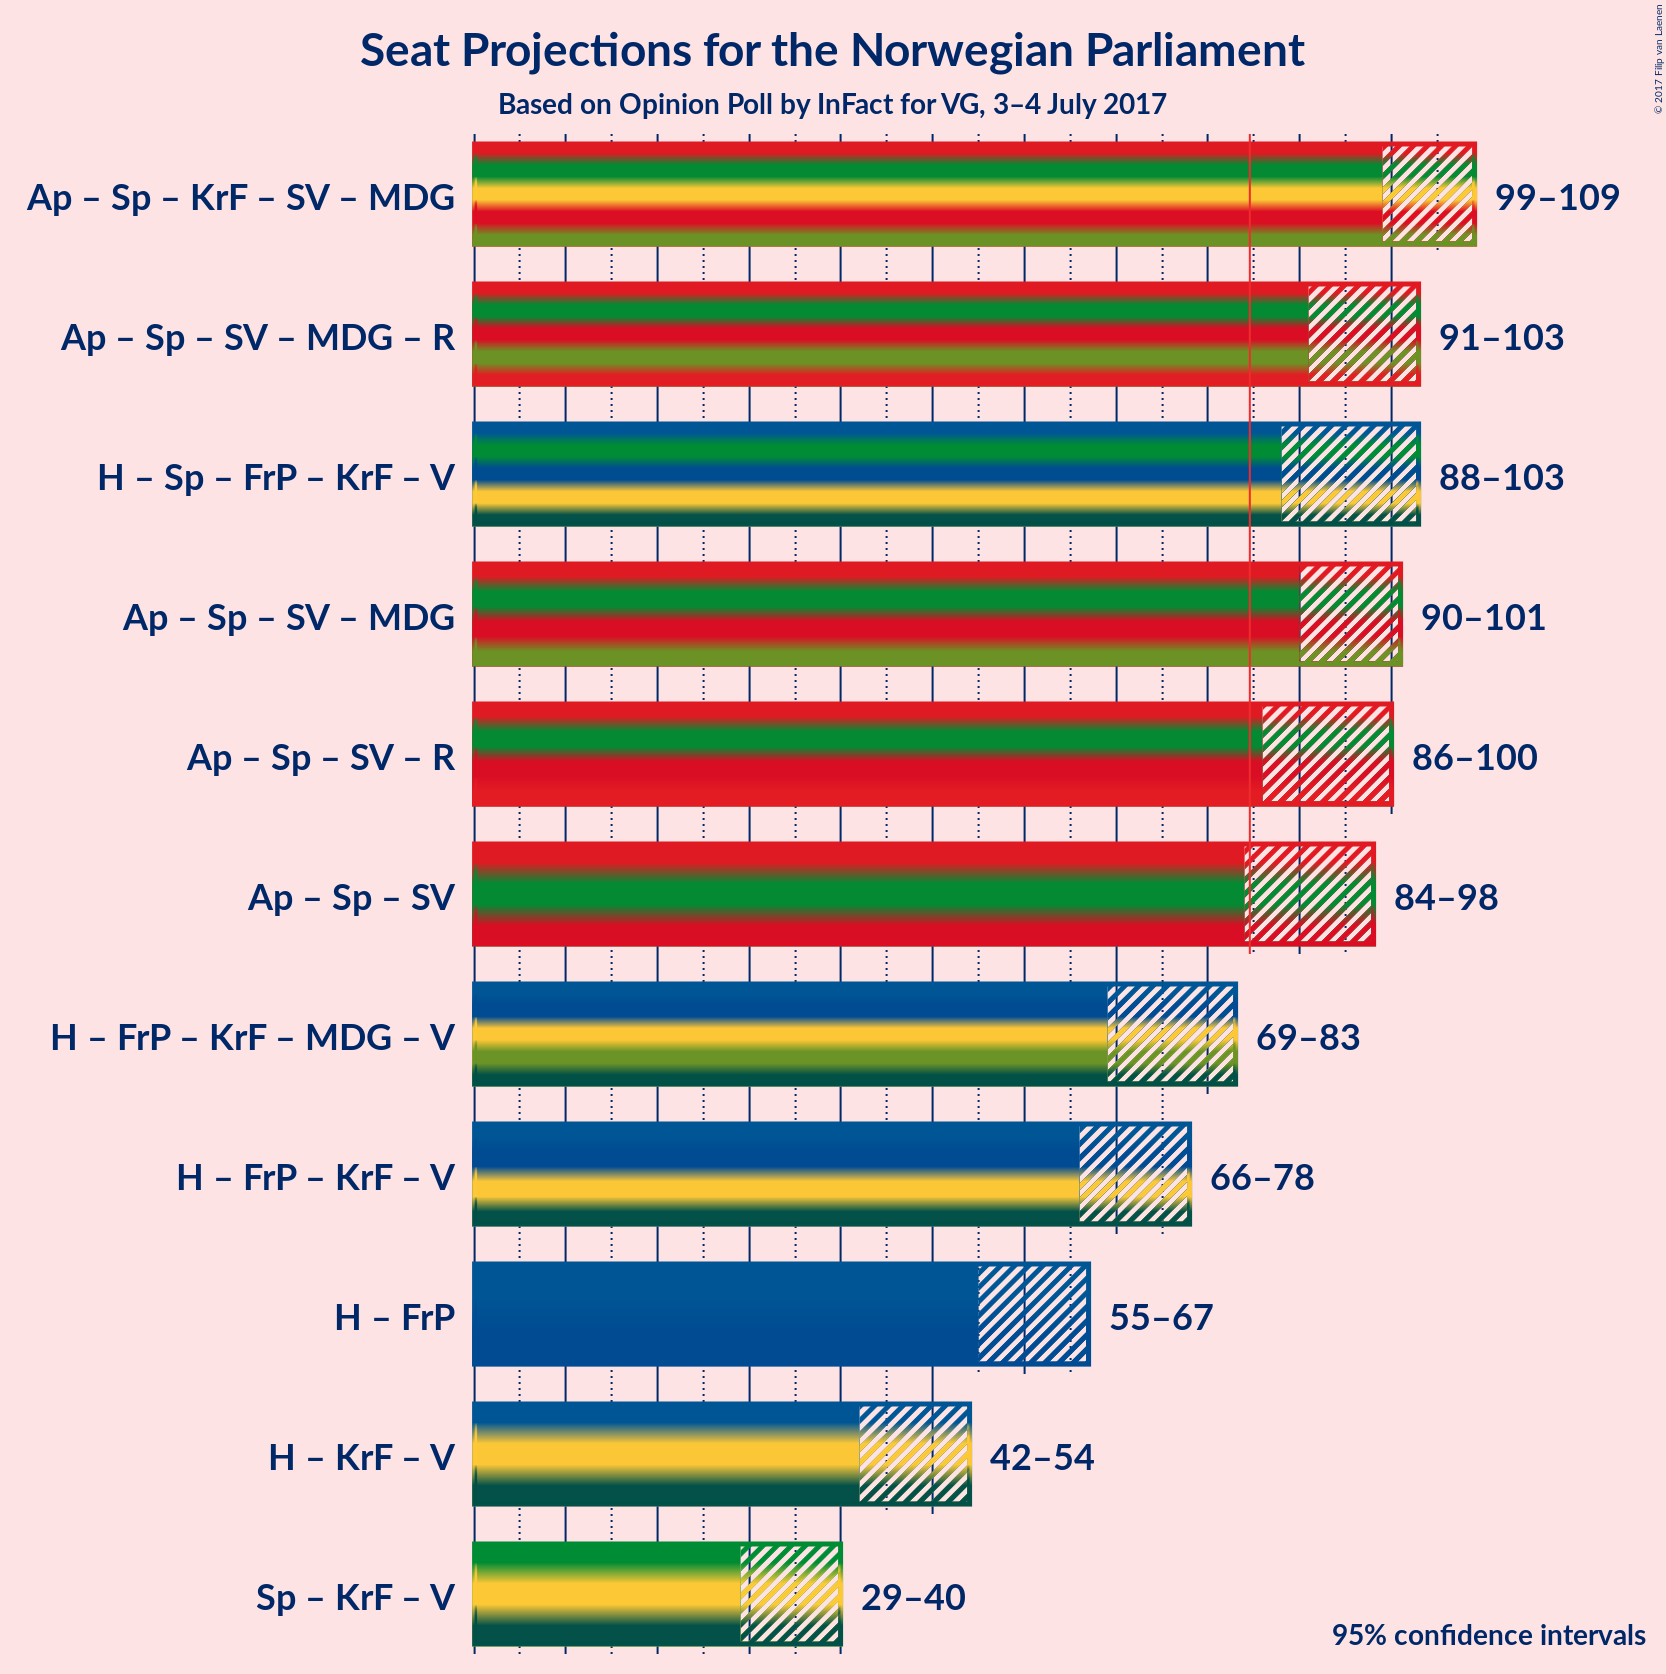 Seat Projections for the Norwegian Parliament
Based on Opinion Poll by InFact for VG, 3–4 July 2017
© 2017 Filip van Laenen
Ap – Sp – KrF – SV – MDG 99–109
Ap – Sp – SV – MDG – R 91–103
H – Sp – FrP – KrF – V 88–103
Ap – Sp – SV – MDG 90–101
Ap – Sp – SV – R 86–100
Ap – Sp – SV 84–98
H – FrP – KrF – MDG – V 69–83
H – FrP – KrF – V 66–78
H – FrP 55–67
H – KrF – V 42–54
Sp – KrF – V 29–40
95% confidence intervals